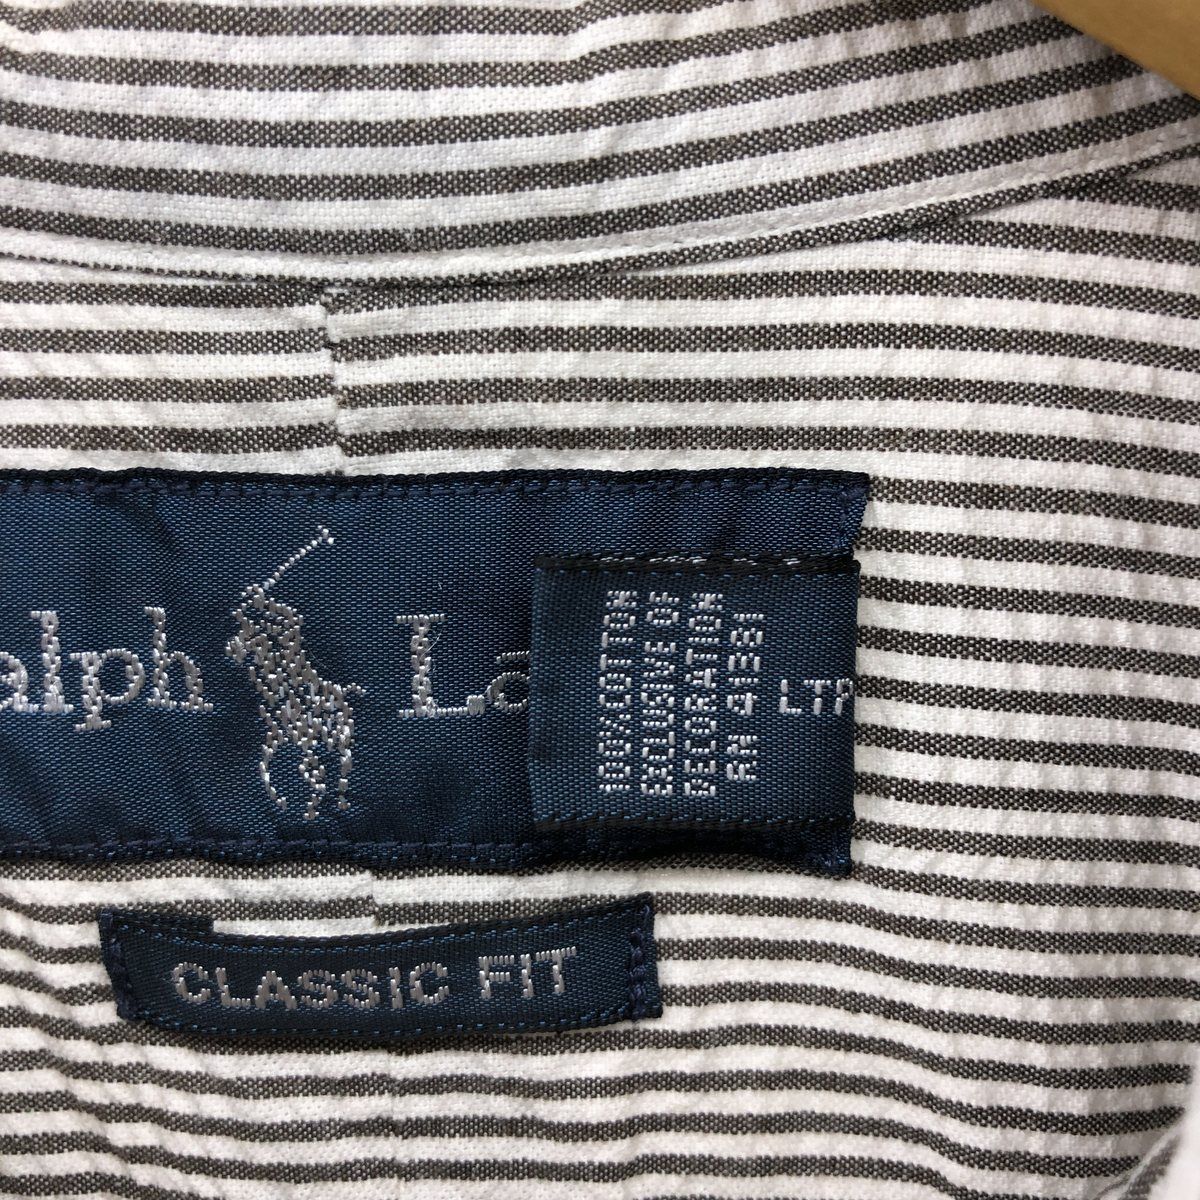 alph La
100% COTTON
EXCLUSIVE OF
DECORATION
RN 41381
LTP
CLASSIC FIT